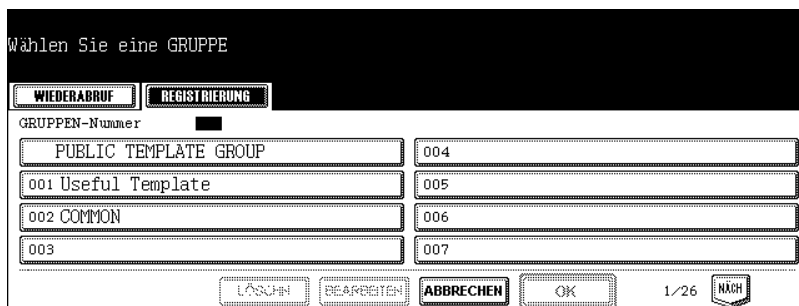 Wählen Sie eine GRUPPE
WIEDERABRUF REGISTRIERUNG
GRUPPEN-Nummer
PUBLIC TEMPLATE GROUP
001 Useful Template
002 COMMON
003
004
005
006
007
LÖSCHN BEARBEITEN ABBRECHEN OK 1/26 NÄCH